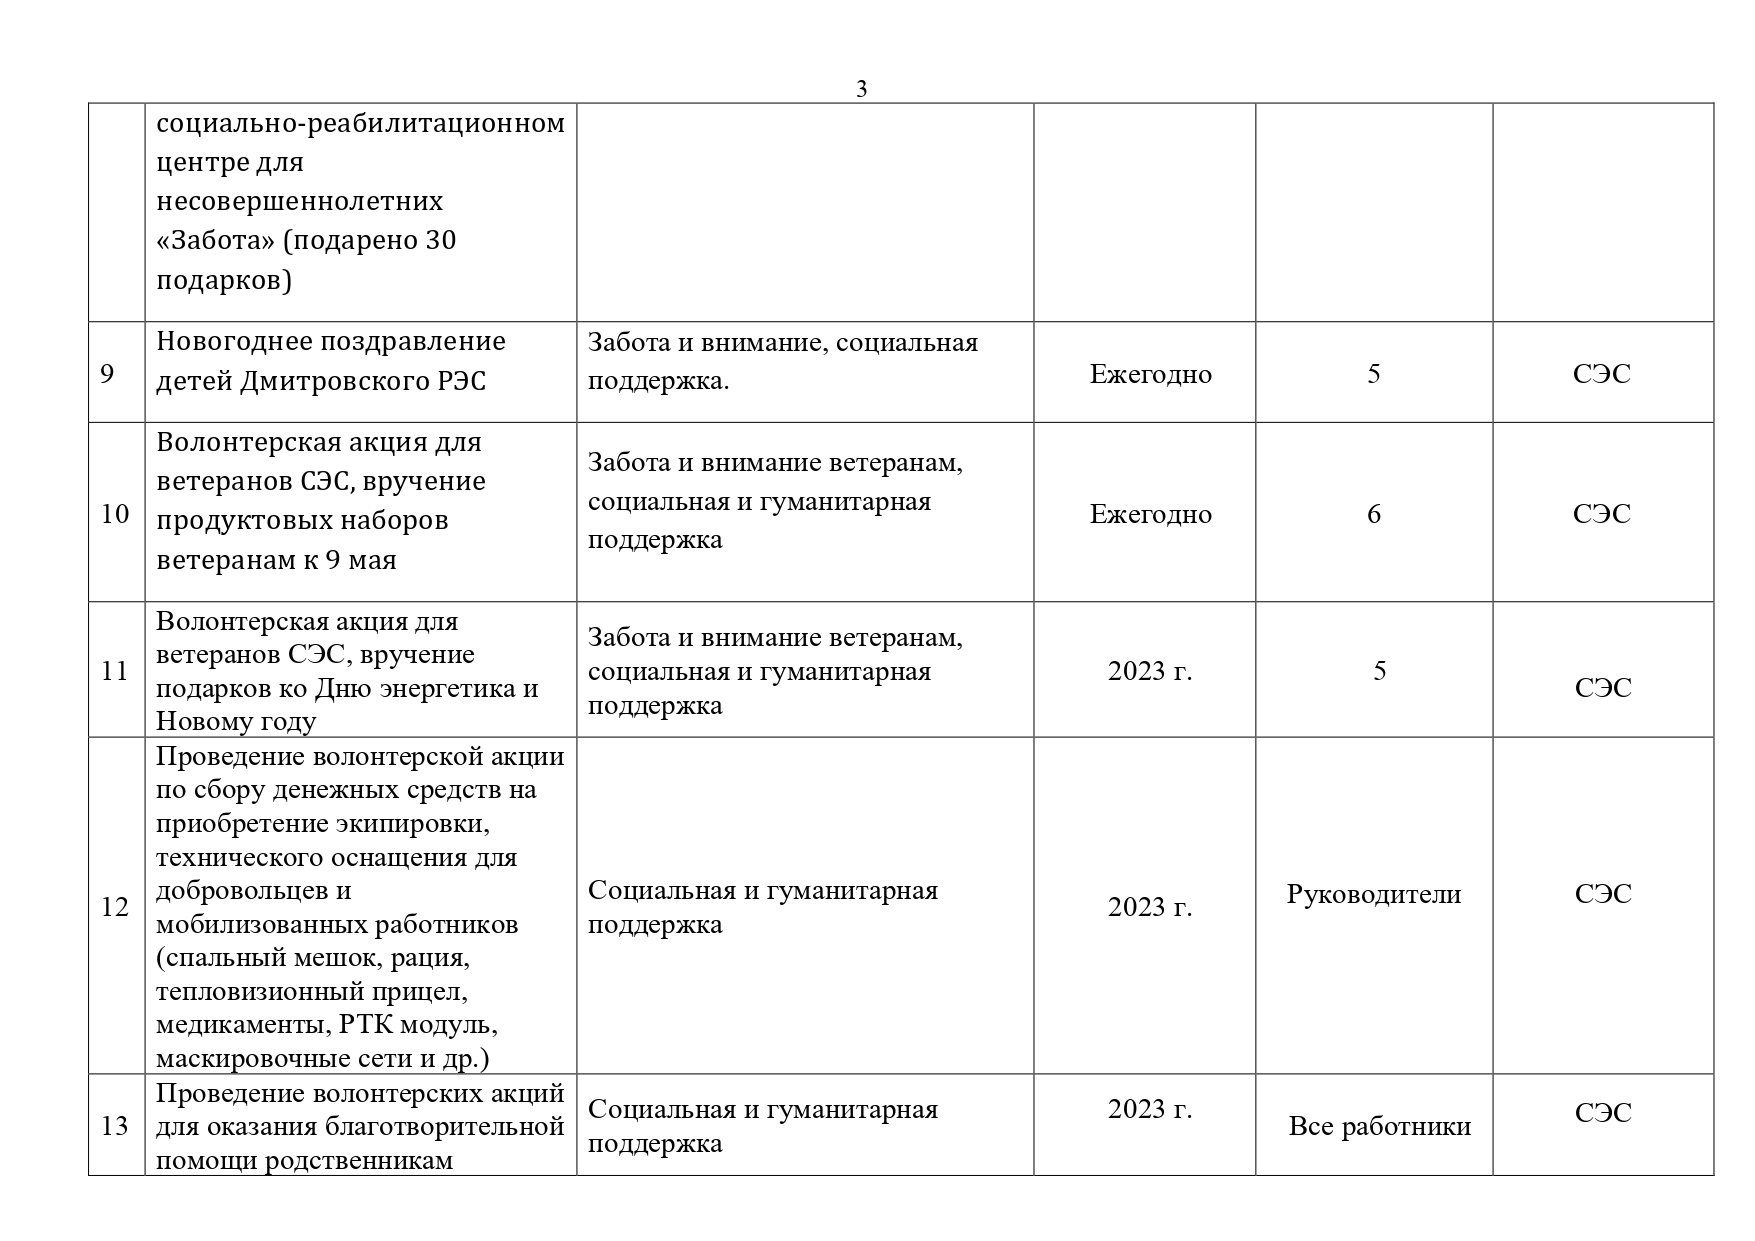 3
социально-реабилитационном
центре для
несовершеннолетних
«Забота» (подарено 30
подарков)
9
Новогоднее поздравление
детей Дмитровского РЭС
Забота и внимание, социальная
поддержка.
Ежегодно
5
СЭС
10
Волонтерская акция для
ветеранов СЭС, вручение
продуктовых наборов
ветеранам к 9 мая
Забота и внимание ветеранам,
социальная и гуманитарная
поддержка
Ежегодно
6
СЭС
11
Волонтерская акция для
ветеранов СЭС, вручение
подарков ко Дню энергетика и
Новому году
Забота и внимание ветеранам,
социальная и гуманитарная
поддержка
2023 г.
5
СЭС
12
Проведение волонтерской акции
по сбору денежных средств на
приобретение экипировки,
технического оснащения для
добровольцев и
мобилизованных работников
(спальный мешок, рация,
тепловизионный прицел,
медикаменты, РТК модуль,
маскировочные сети и др.)
Социальная и гуманитарная
поддержка
2023 г.
Руководители
СЭС
13
Проведение волонтерских акций
для оказания благотворительной
помощи родственникам
Социальная и гуманитарная
поддержка
2023 г.
Все работники
СЭС